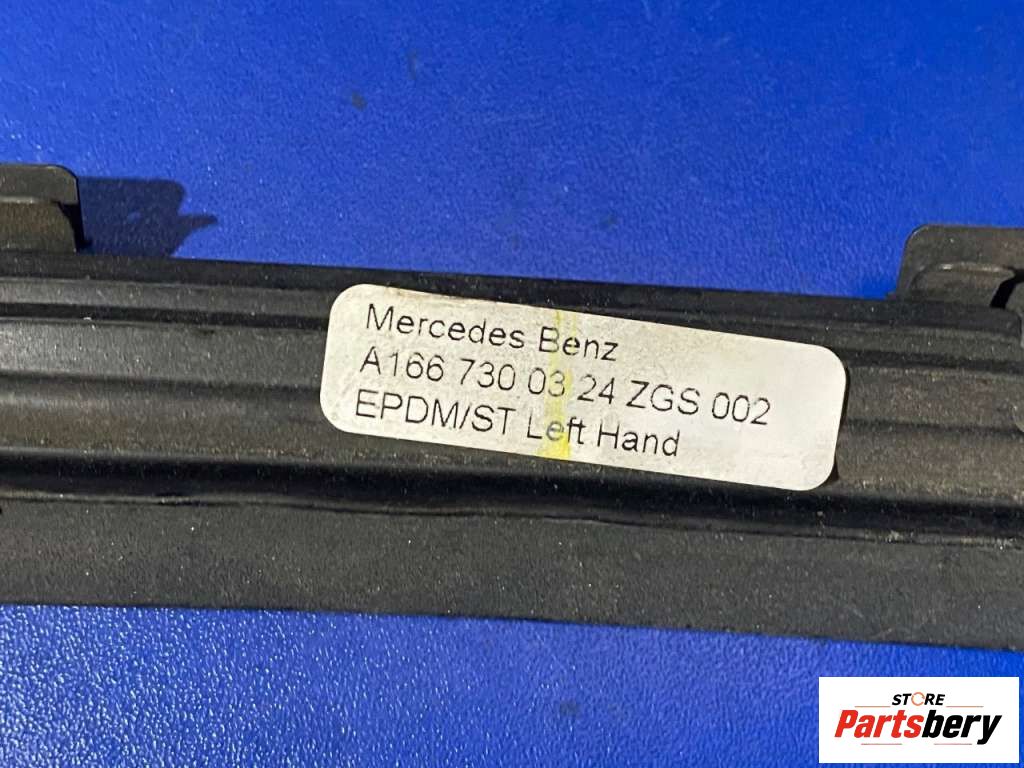 Mercedes Benz
A166 730 03 24 ZGS 002
EPDM/ST Left Hand
STORE
Partsbery